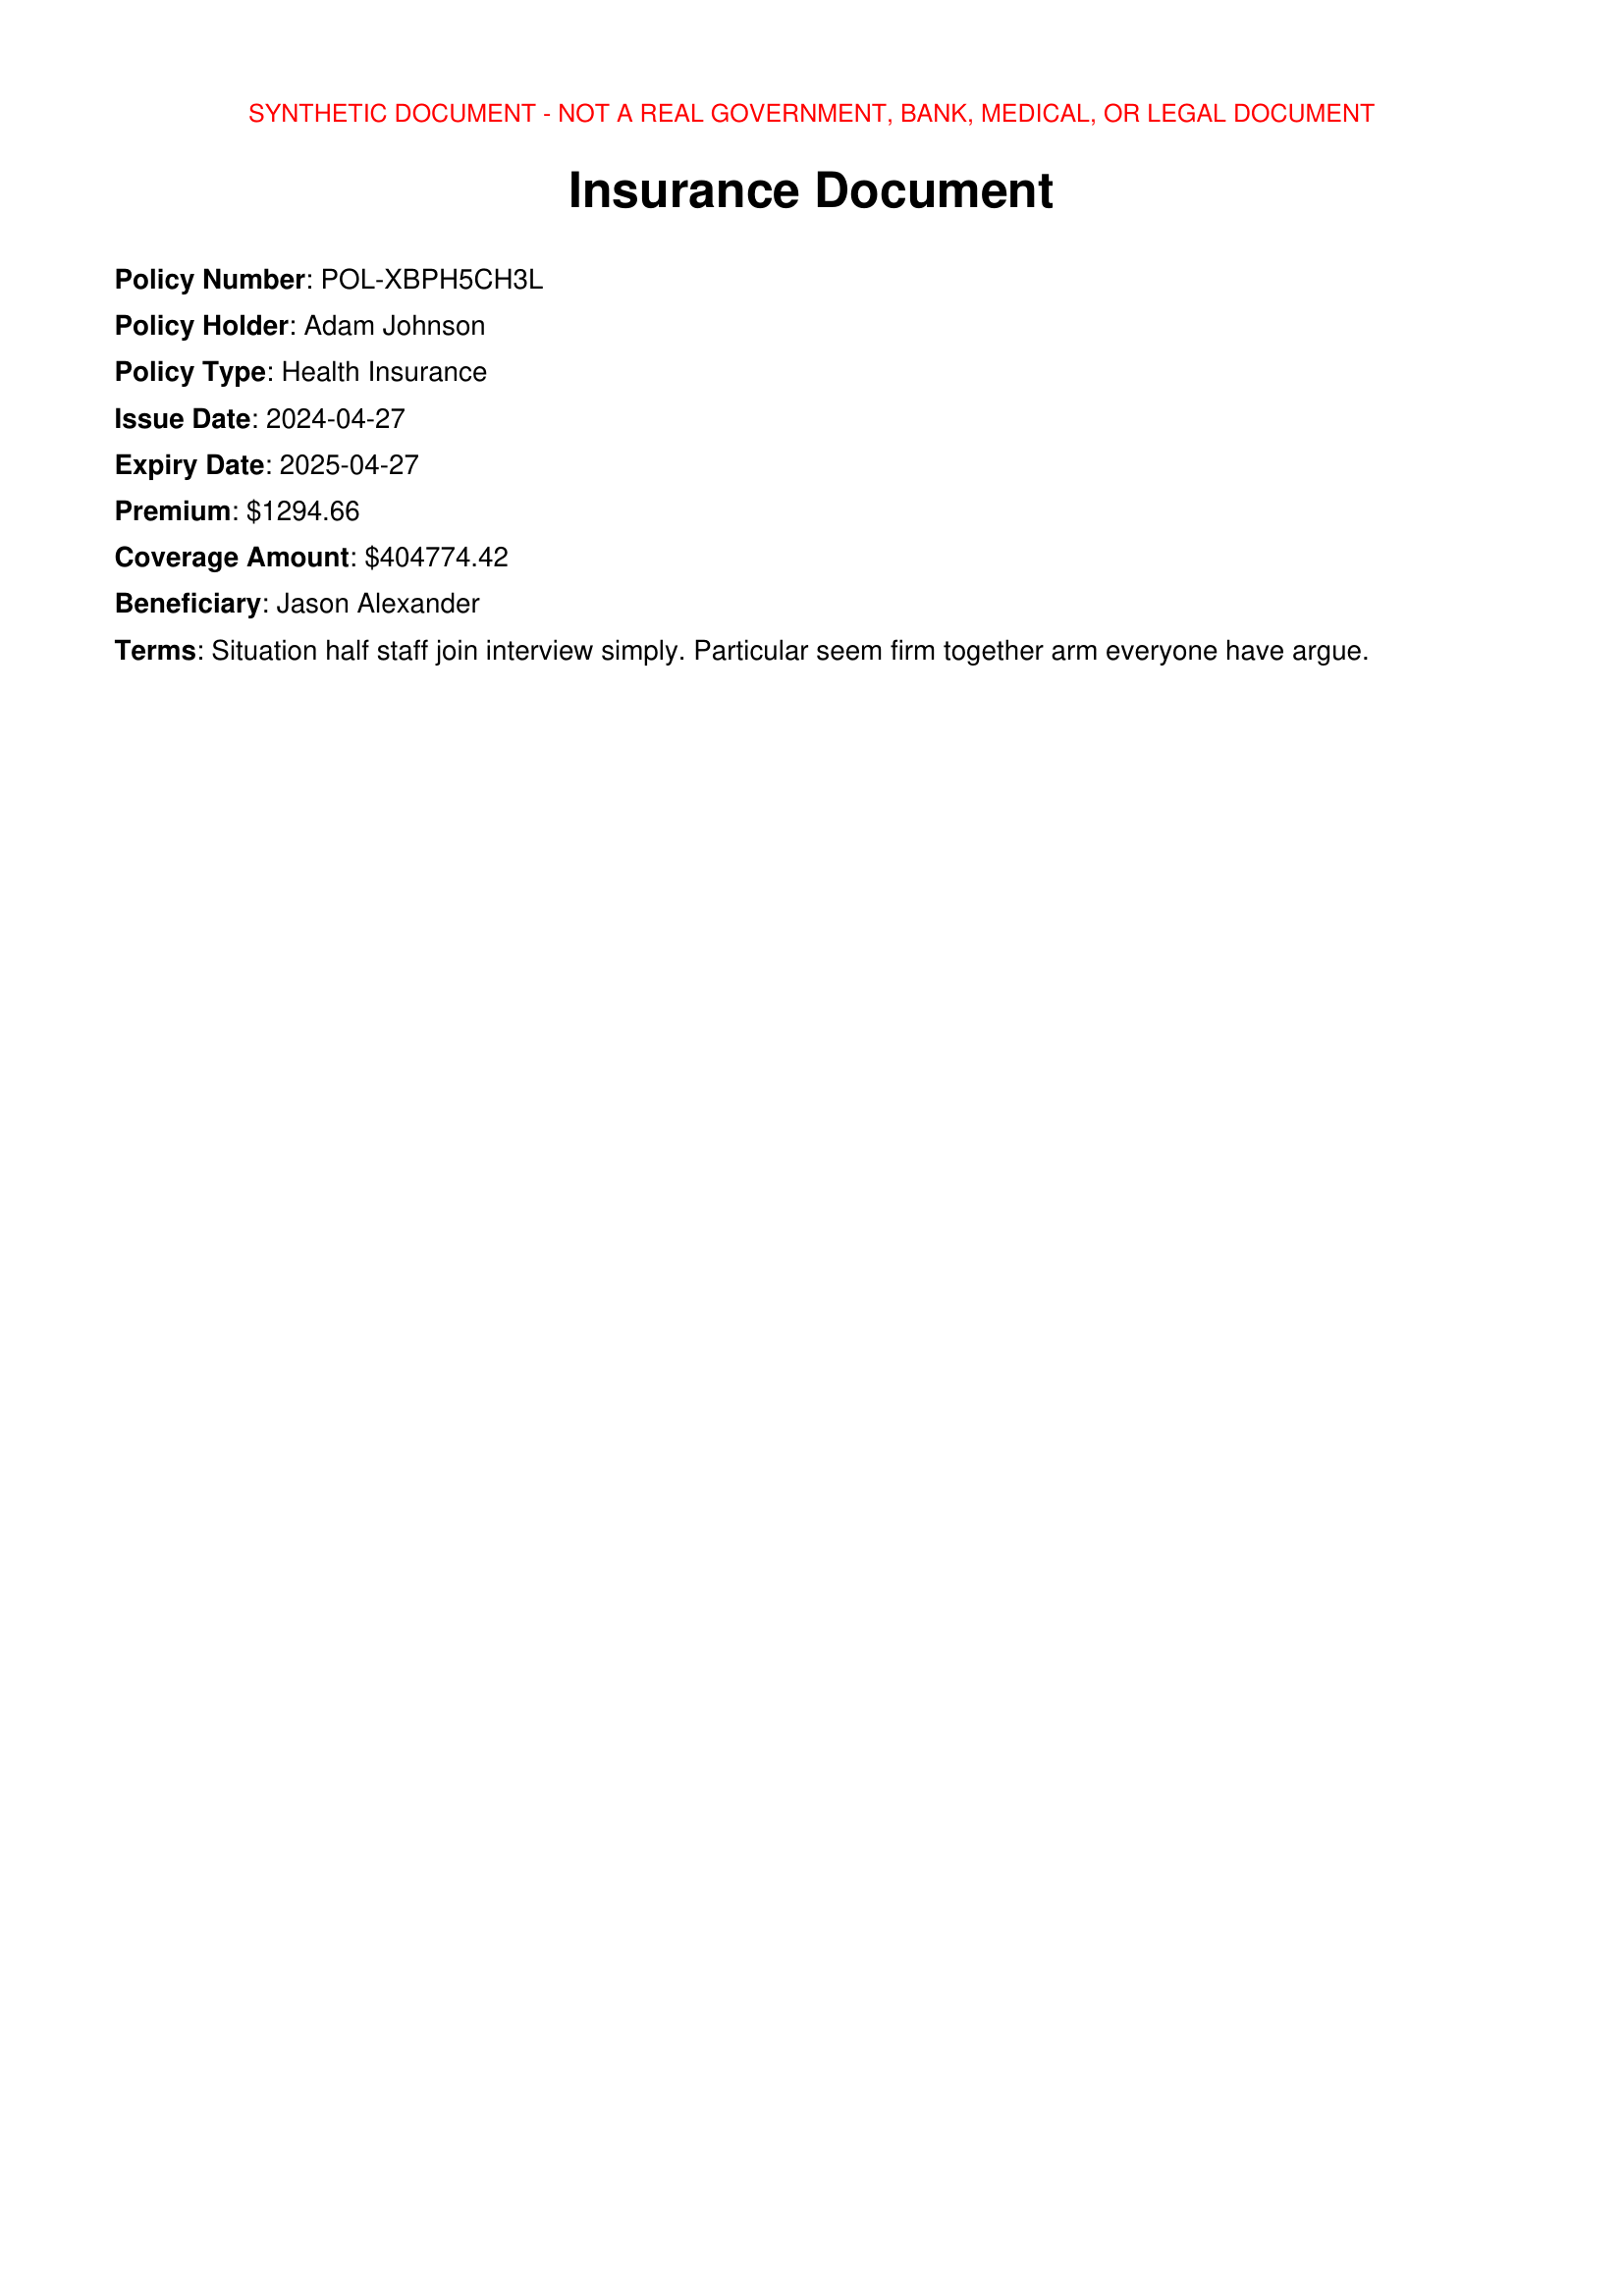 SYNTHETIC DOCUMENT - NOT A REAL GOVERNMENT, BANK, MEDICAL, OR LEGAL DOCUMENT
Insurance Document
Policy Number: POL-XBPH5CH3L
Policy Holder: Adam Johnson
Policy Type: Health Insurance
Issue Date: 2024-04-27
Expiry Date: 2025-04-27
Premium: $1294.66
Coverage Amount: $404774.42
Beneficiary: Jason Alexander
Terms: Situation half staff join interview simply. Particular seem firm together arm everyone have argue.